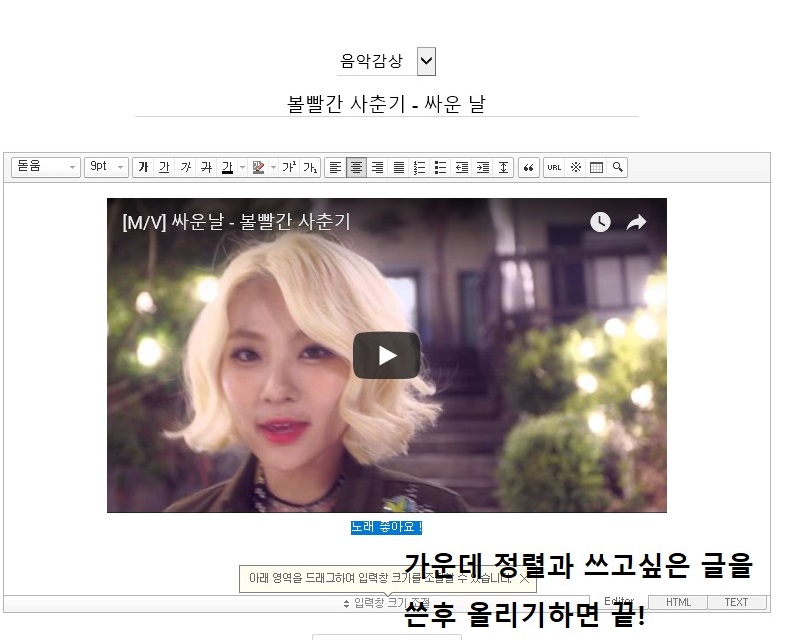 음악감상
볼빨간 사춘기 - 싸운 날
돋움 9pt 가 가 가 가 가 가¹ 가₁ “ URL ※
[M/V] 싸운날 - 볼빨간 사춘기
노래 좋아요 !
가운데 정렬과 쓰고싶은 글을
아래 영역을 드래그하여 입력창 크기를 조절할 수 있습니다.
입력창 크기 조절 Editor HTML TEXT
쓴후 올리기하면 끝!